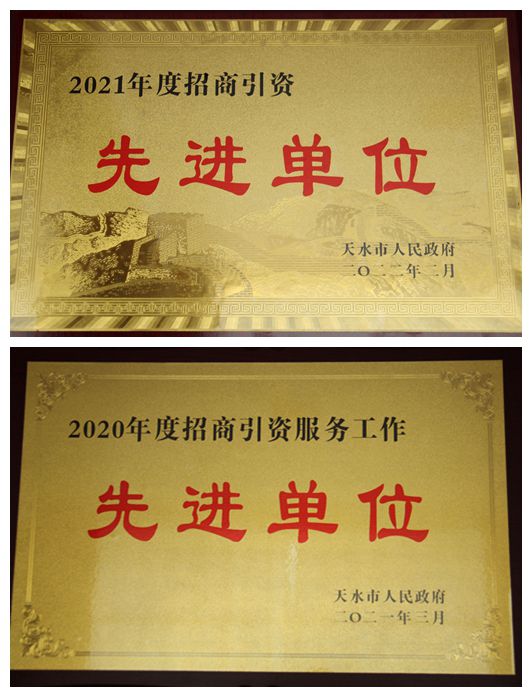 2021年度招商引资
先进单位
天水市人民政府
二〇二二年二月
2020年度招商引资服务工作
先进单位
天水市人民政府
二〇二一年三月